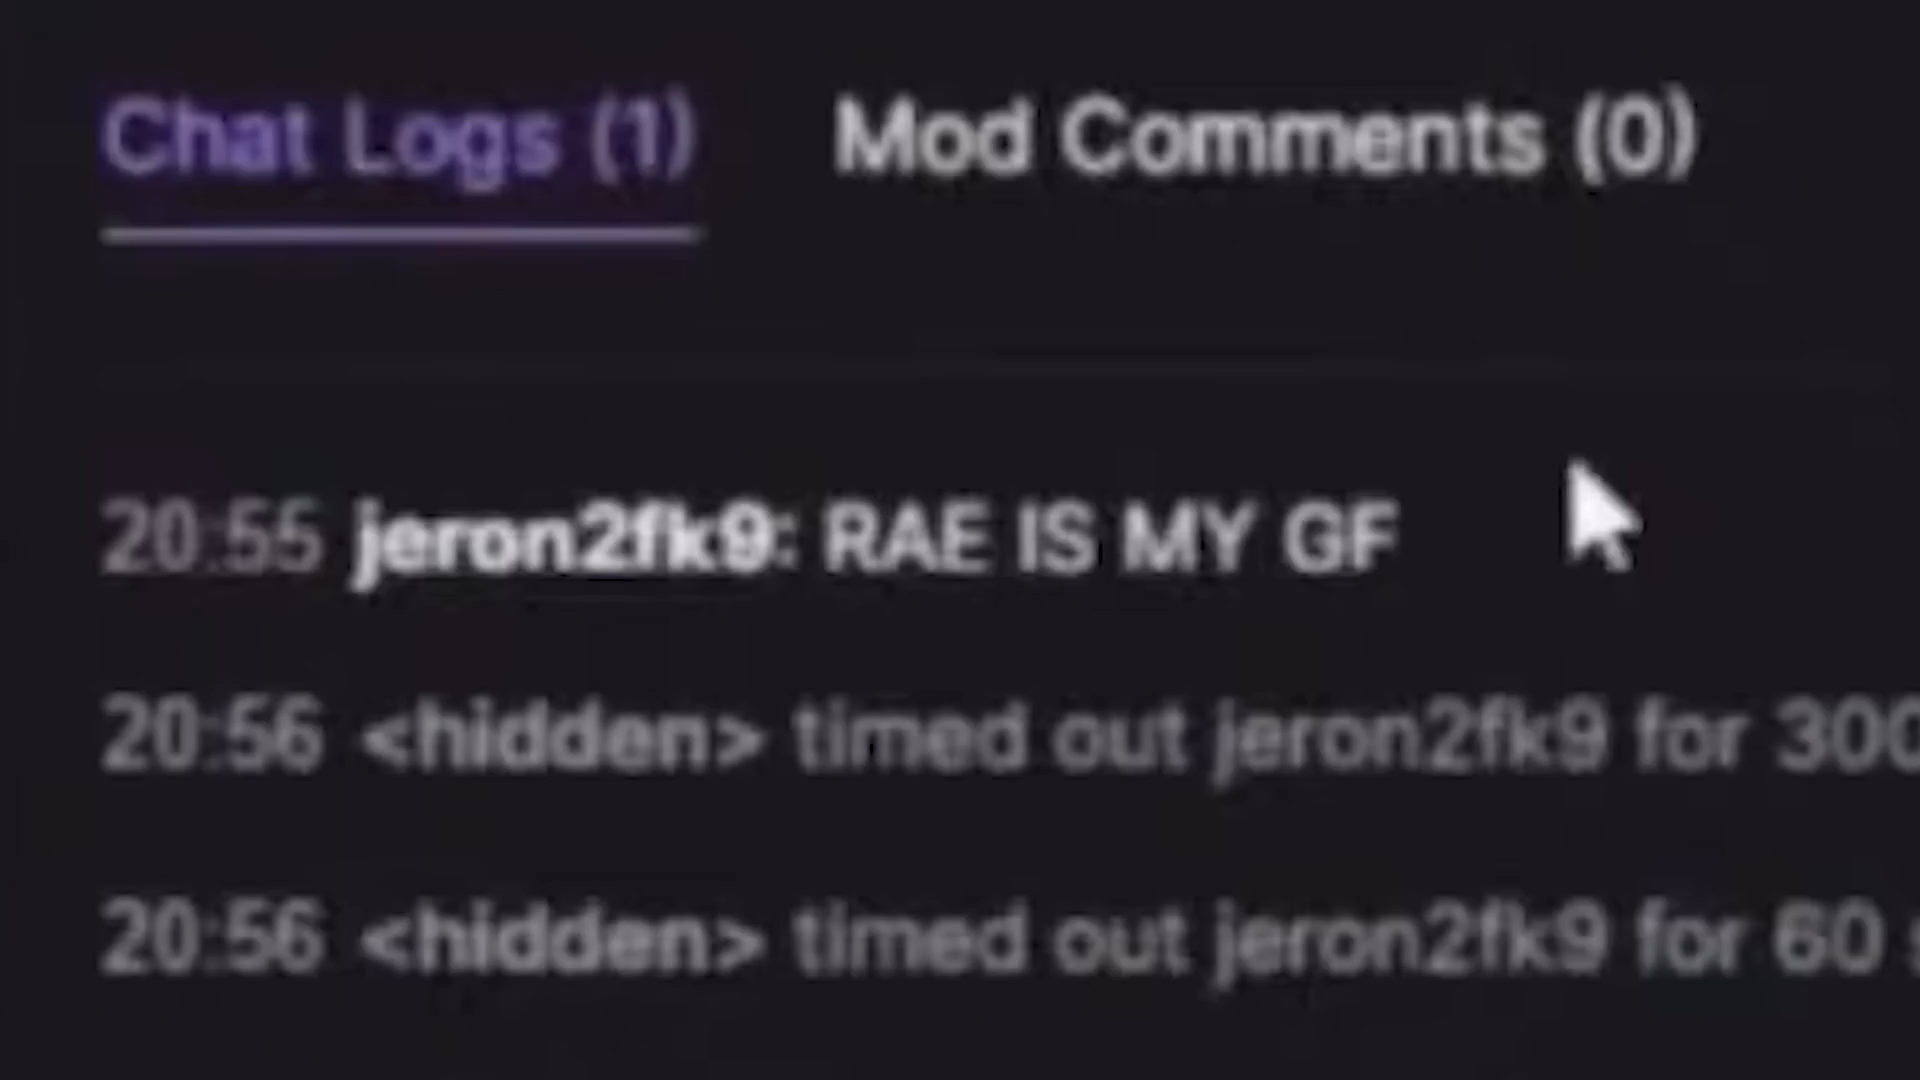 Chat Logs (1) Mod Comments (0)
20:55 jeron2fk9: RAE IS MY GF
20:56 <hidden> timed out jeron2fk9 for 300
20:56 <hidden> timed out jeron2fk9 for 60